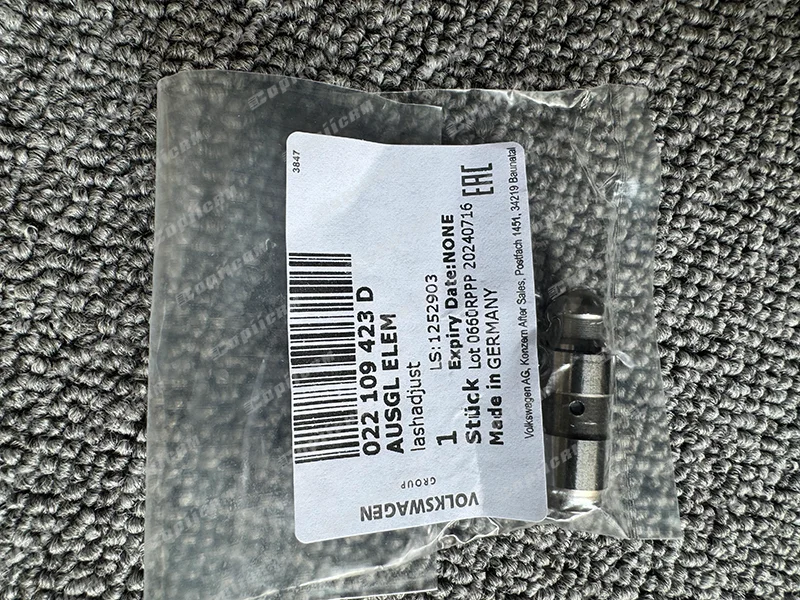 3847
022 109 423 D
AUSGL ELEM
lashadjust
LS:1252903
1
Expiry Date:NONE
Stück Lot 0660RPPP 20240716
Made in GERMANY
EAC
Volkswagen AG, Konzern After Sales, Postfach 1451, 34219 Baunatal
VOLKSWAGEN
GROUP